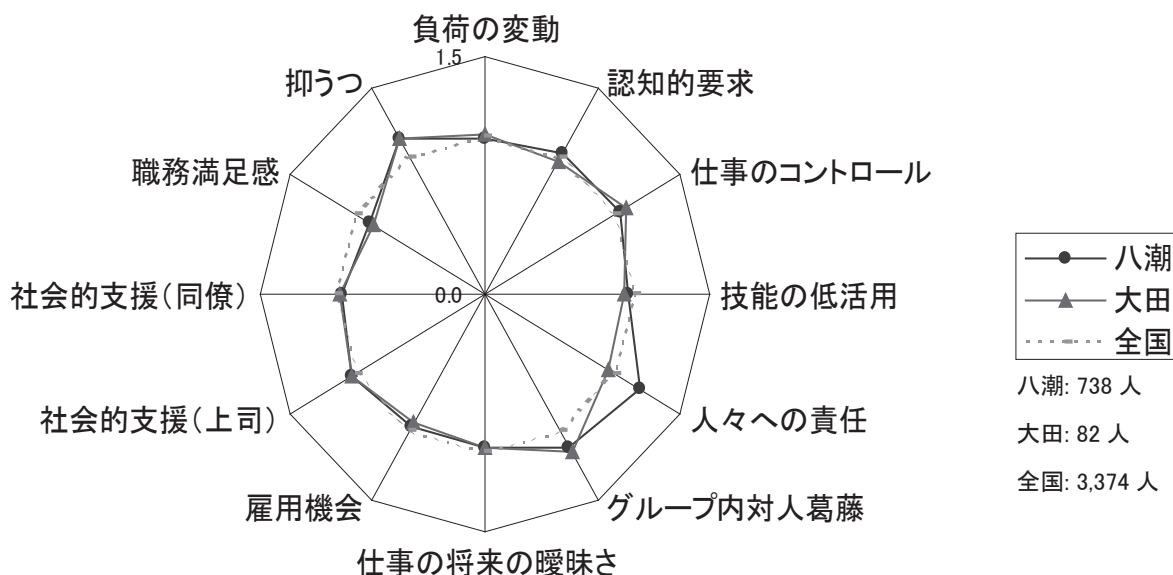 負荷の変動
1.5
抑うつ
認知的要求
職務満足感
仕事のコントロール
社会的支援(同僚)
0.0
技能の低活用
社会的支援(上司)
人々への責任
雇用機会
グループ内対人葛藤
仕事の将来の曖昧さ
八潮
大田
全国
八潮: 738 人
大田: 82 人
全国: 3,374 人